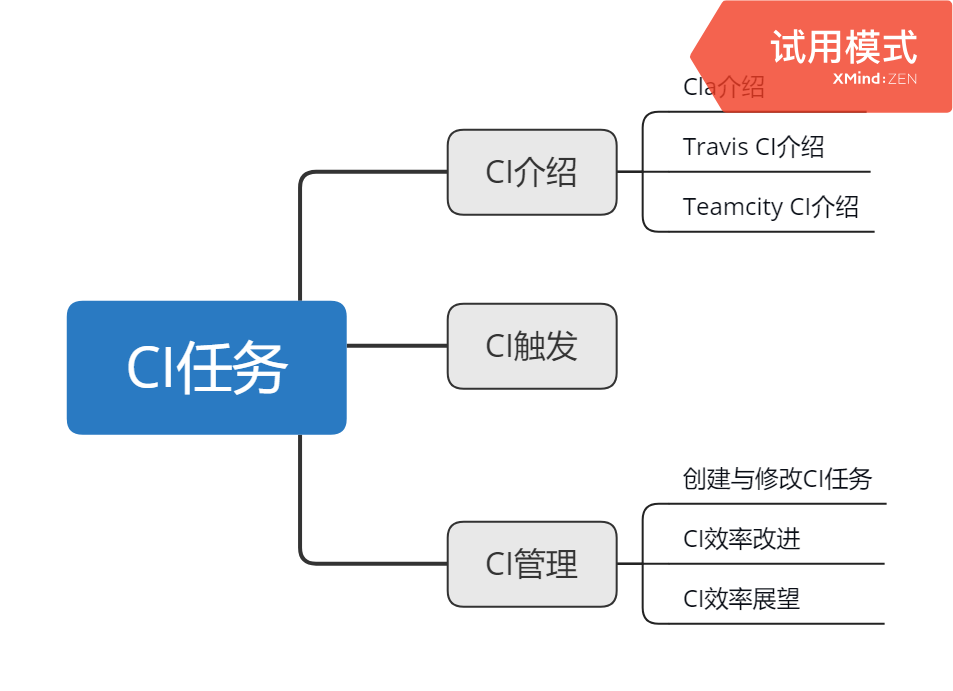 试用模式
XMind:ZEN
Cla介绍
CI介绍
Travis CI介绍
Teamcity CI介绍
CI任务
CI触发
创建与修改CI任务
CI管理
CI效率改进
CI效率展望